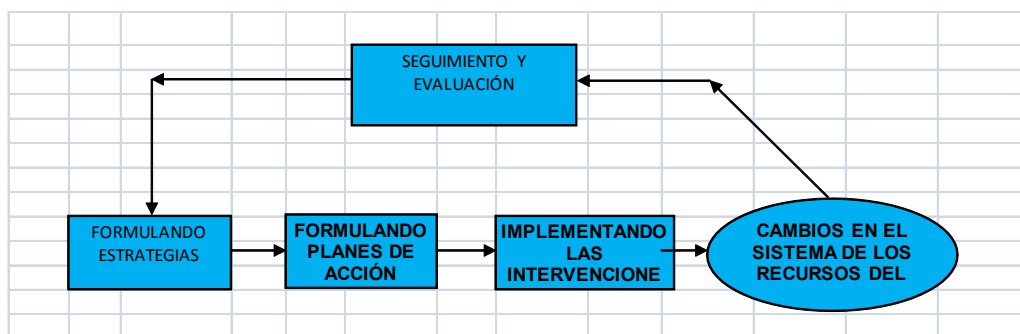 SEGUIMIENTO Y
EVALUACIÓN
FORMULANDO
ESTRATEGIAS
FORMULANDO
PLANES DE
ACCIÓN
IMPLEMENTANDO
LAS
INTERVENCIONE
CAMBIOS EN EL
SISTEMA DE LOS
RECURSOS DEL